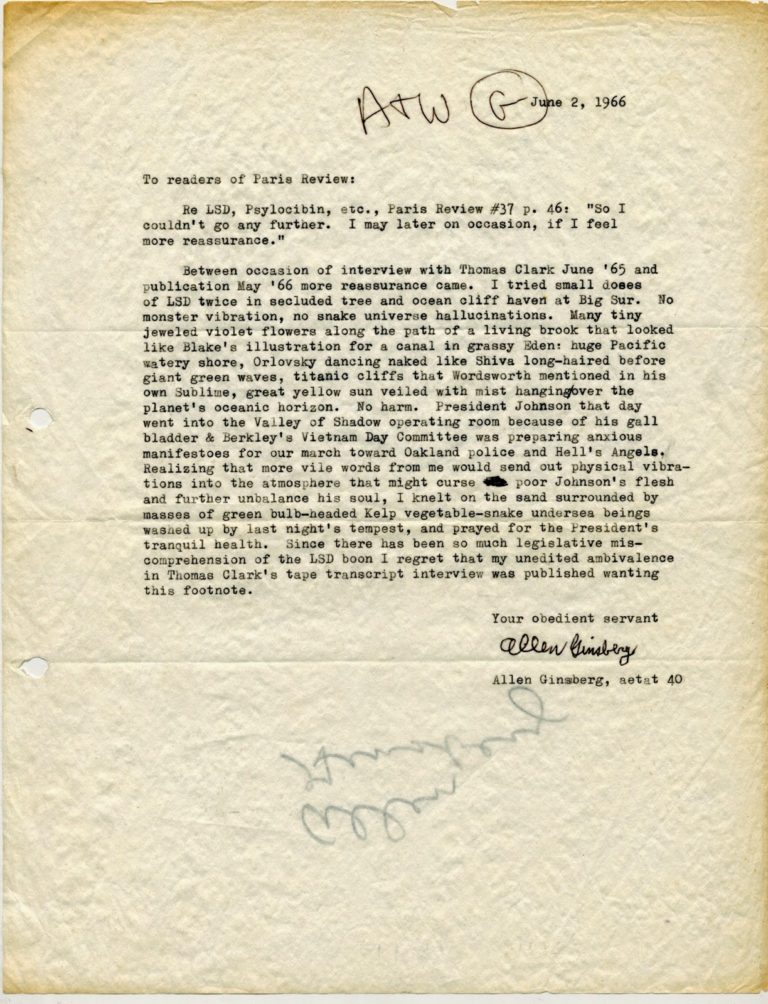 A+W G June 2, 1966
To readers of Paris Review:
Re LSD, Psylocibin, etc., Paris Review #37 p. 46: "So I
couldn't go any further. I may later on occasion, if I feel
more reassurance."
Between occasion of interview with Thomas Clark June '65 and
publication May '66 more reassurance came. I tried small doses
of LSD twice in secluded tree and ocean cliff haven at Big Sur. No
monster vibration, no snake universe hallucinations. Many tiny
jeweled violet flowers along the path of a living brook that looked
like Blake's illustration for a canal in grassy Eden: huge Pacific
watery shore, Orlovsky dancing naked like Shiva long-haired before
giant green waves, titanic cliffs that Wordsworth mentioned in his
own Sublime, great yellow sun veiled with mist hanging/over the
planet's oceanic horizon. No harm. President Johnson that day
went into the Valley of Shadow operating room because of his gall
bladder & Berkley's Vietnam Day Committee was preparing anxious
manifestoes for our march toward Oakland police and Hell's Angels.
Realizing that more vile words from me would send out physical vibra-
tions into the atmosphere that might curse poor Johnson's flesh
and further unbalance his soul, I knelt on the sand surrounded by
masses of green bulb-headed Kelp vegetable-snake undersea beings
washed up by last night's tempest, and prayed for the President's
tranquil health. Since there has been so much legislative mis-
comprehension of the LSD boon I regret that my unedited ambivalence
in Thomas Clark's tape transcript interview was published wanting
this footnote.
Your obedient servant
Allen Ginsberg
Allen Ginsberg, aetat 40
Allen
Ginsberg